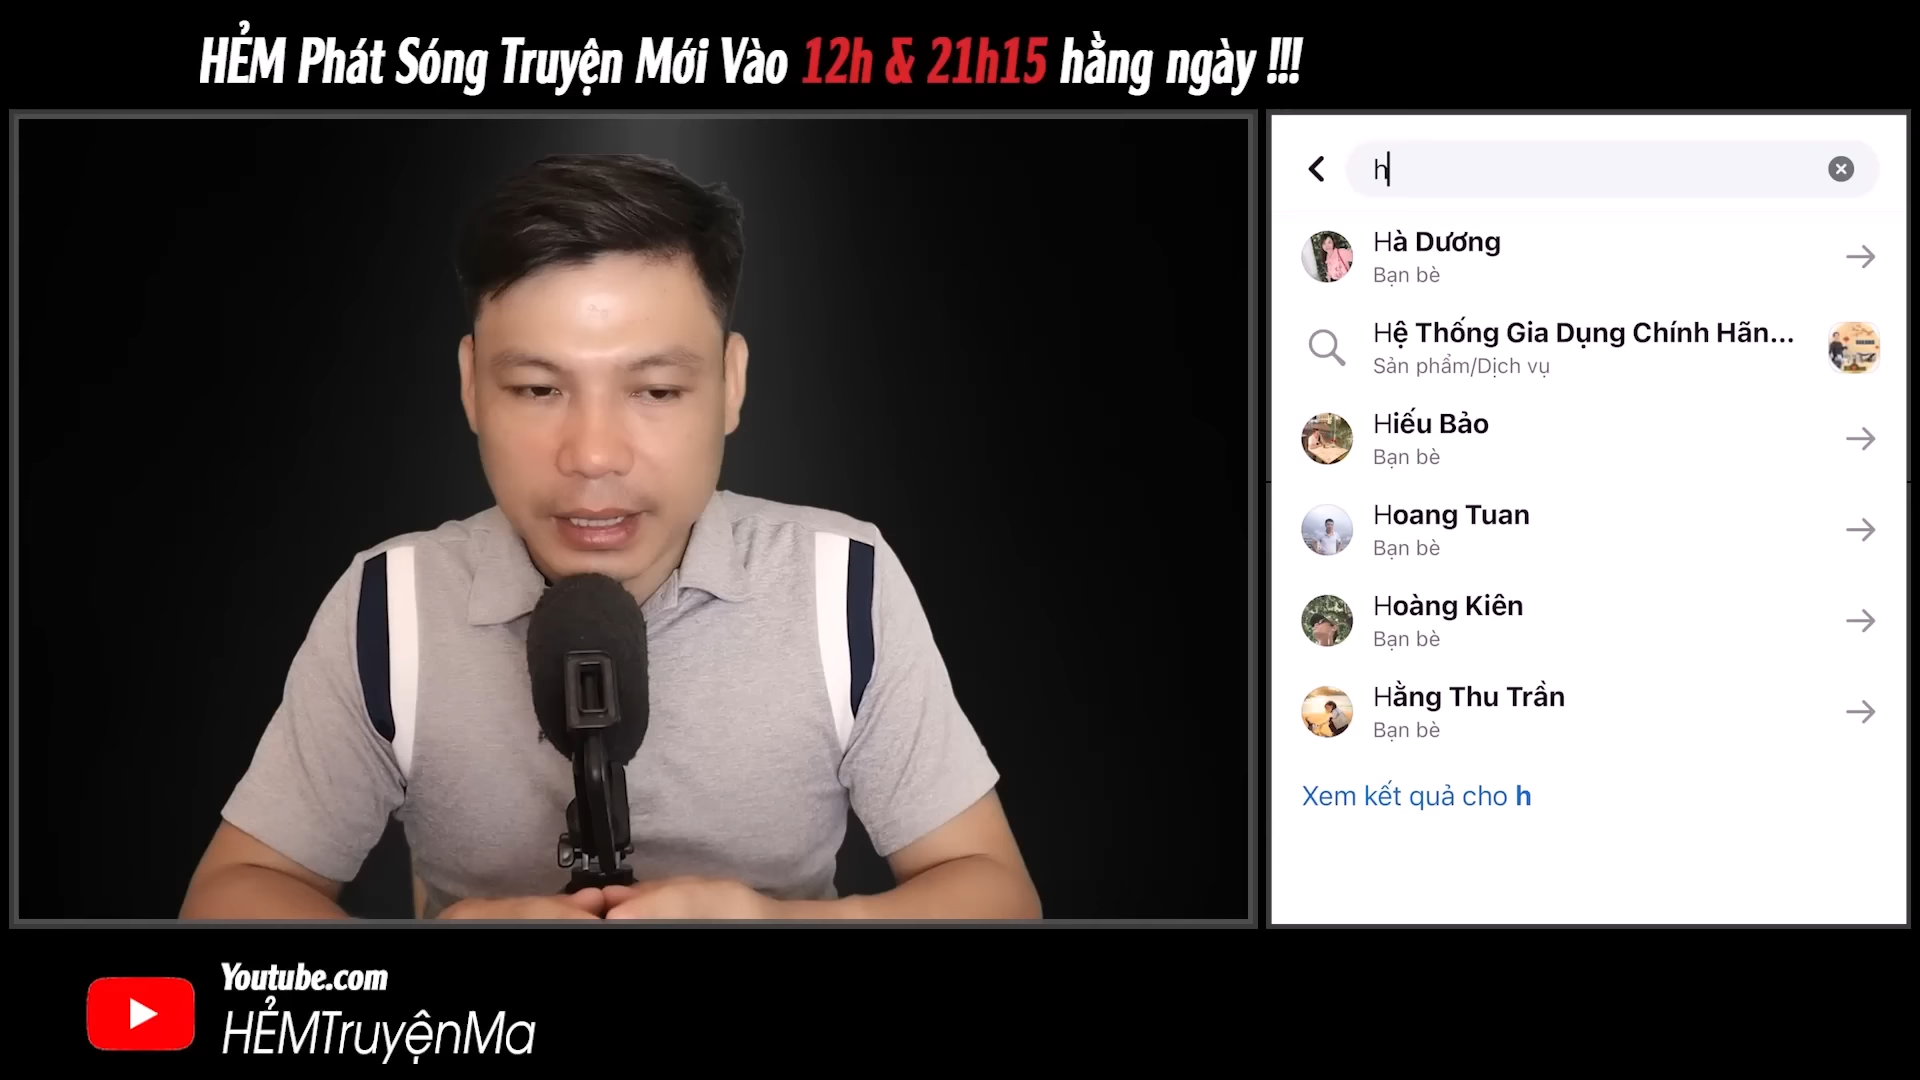 HẺM Phát Sóng Truyện Mới Vào 12h & 21h15 hằng ngày !!!
h
Hà Dương
Bạn bè
Hệ Thống Gia Dụng Chính Hãn...
Sản phẩm/Dịch vụ
Hiếu Bảo
Bạn bè
Hoang Tuan
Bạn bè
Hoàng Kiên
Bạn bè
Hằng Thu Trần
Bạn bè
Xem kết quả cho h
Youtube.com
HẺMTruyệnMa